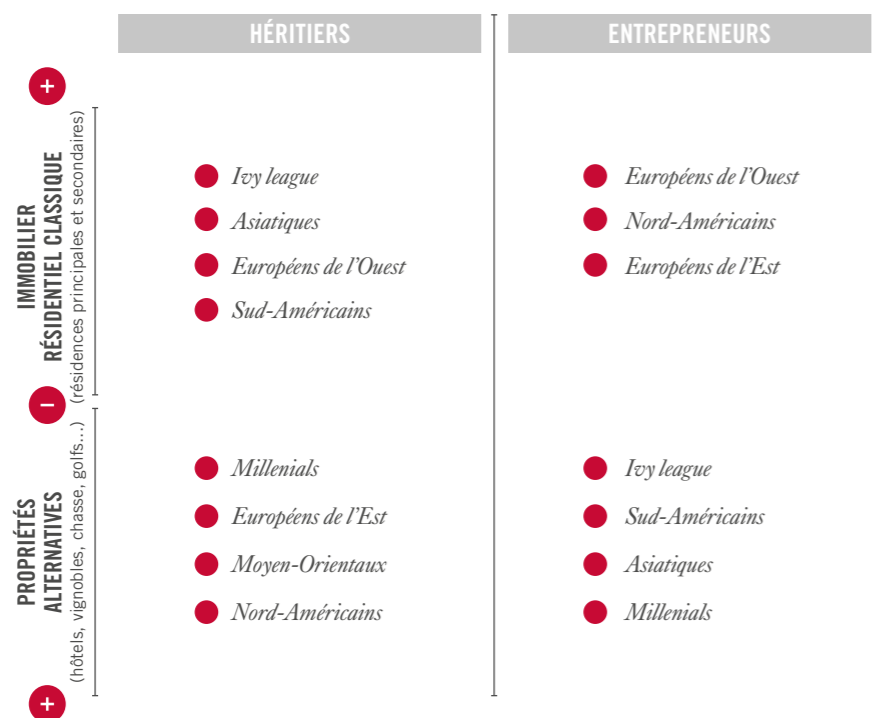 HÉRITIERS
ENTREPRENEURS
+
IMMOBILIER
RÉSIDENTIEL CLASSIQUE
(résidences principales et secondaires)
Ivy league
Asiatiques
Européens de l'Ouest
Sud-Américains
Européens de l'Ouest
Nord-Américains
Européens de l'Est
–
PROPRIÉTÉS
ALTERNATIVES
(hôtels, vignobles, chasse, golfs...)
Millenials
Européens de l'Est
Moyen-Orientaux
Nord-Américains
Ivy league
Sud-Américains
Asiatiques
Millenials
+